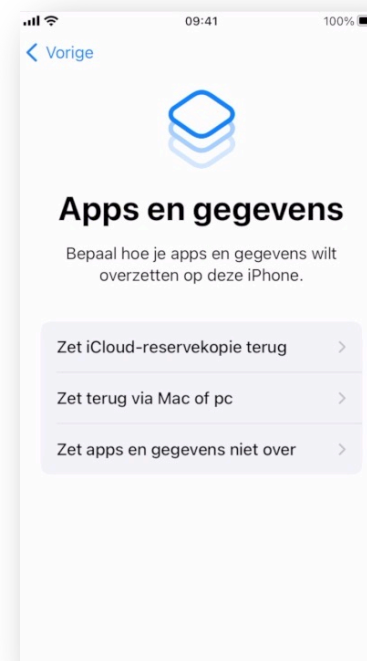 09:41
100%
Vorige
Apps en gegevens
Bepaal hoe je apps en gegevens wilt
overzetten op deze iPhone.
Zet iCloud-reservekopie terug
Zet terug via Mac of pc
Zet apps en gegevens niet over